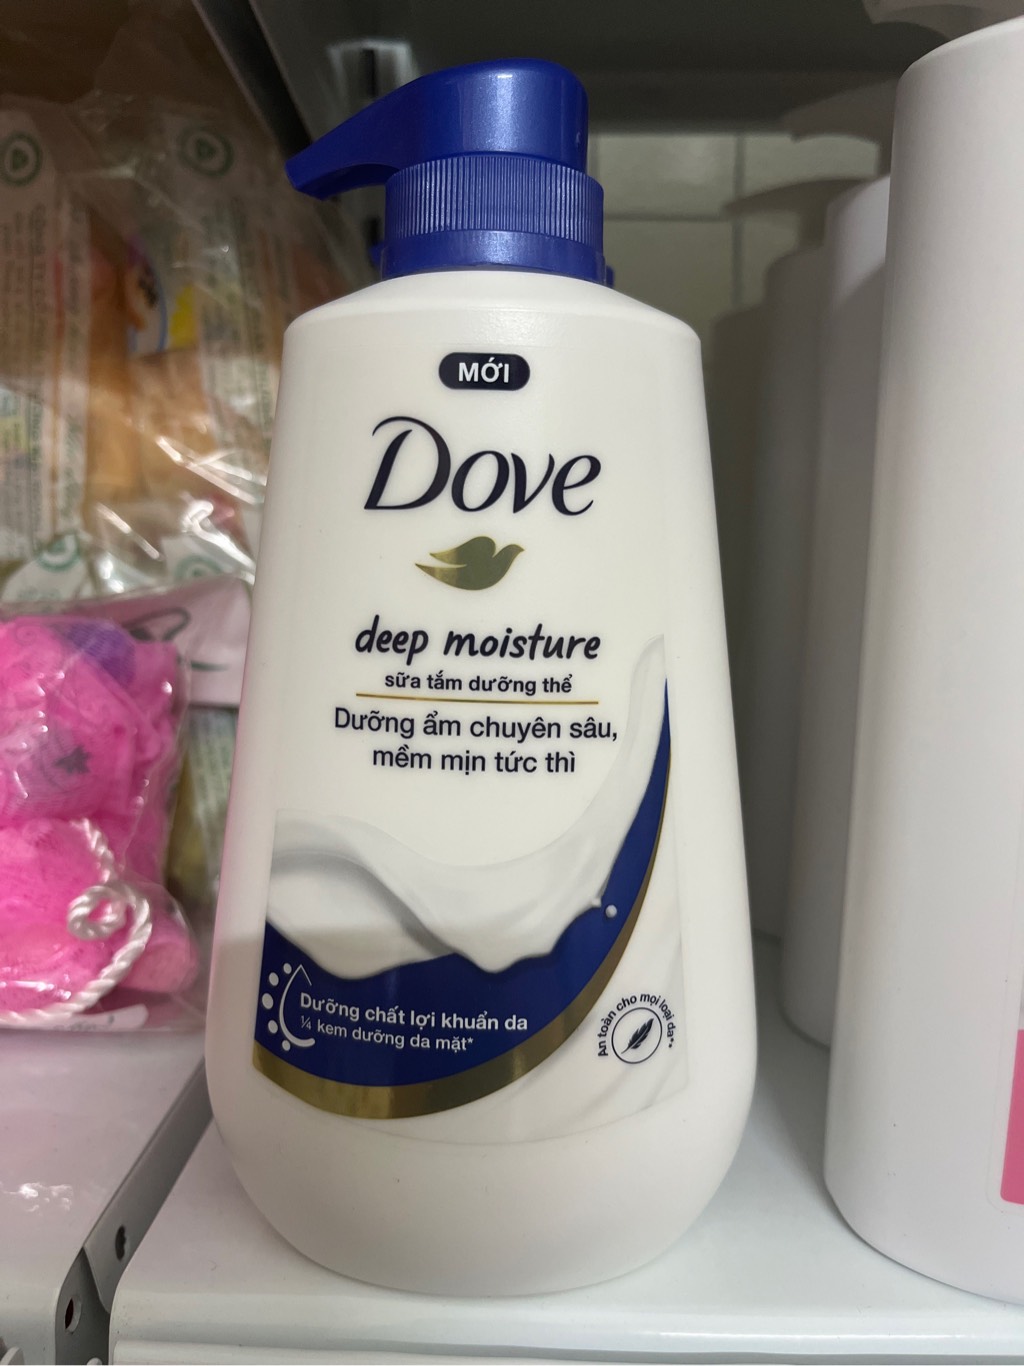 MỚI
Dove
deep moisture
sữa tắm dưỡng thể
Dưỡng ẩm chuyên sâu,
mềm mịn tức thì
Dưỡng chất lợi khuẩn da
¼ kem dưỡng da mặt*
An toàn cho mọi loại da**